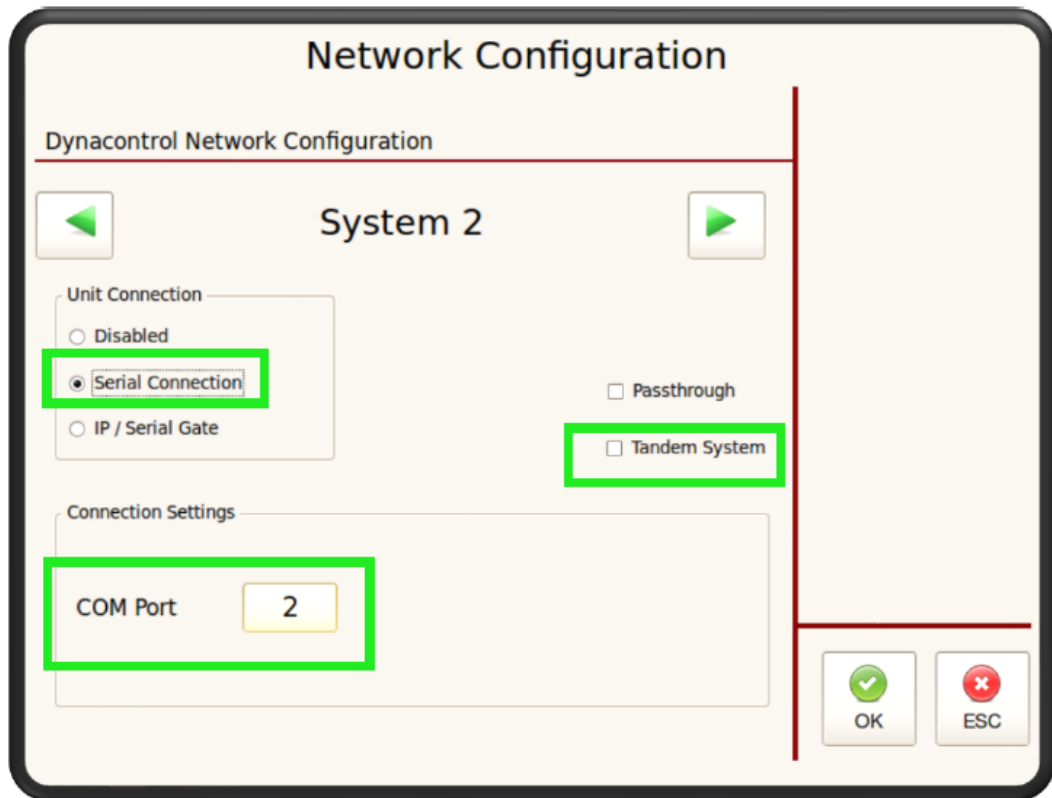 Network Configuration
Dynacontrol Network Configuration
System 2
Unit Connection
Disabled
Serial Connection
IP / Serial Gate
Passthrough
Tandem System
Connection Settings
COM Port 2
OK ESC